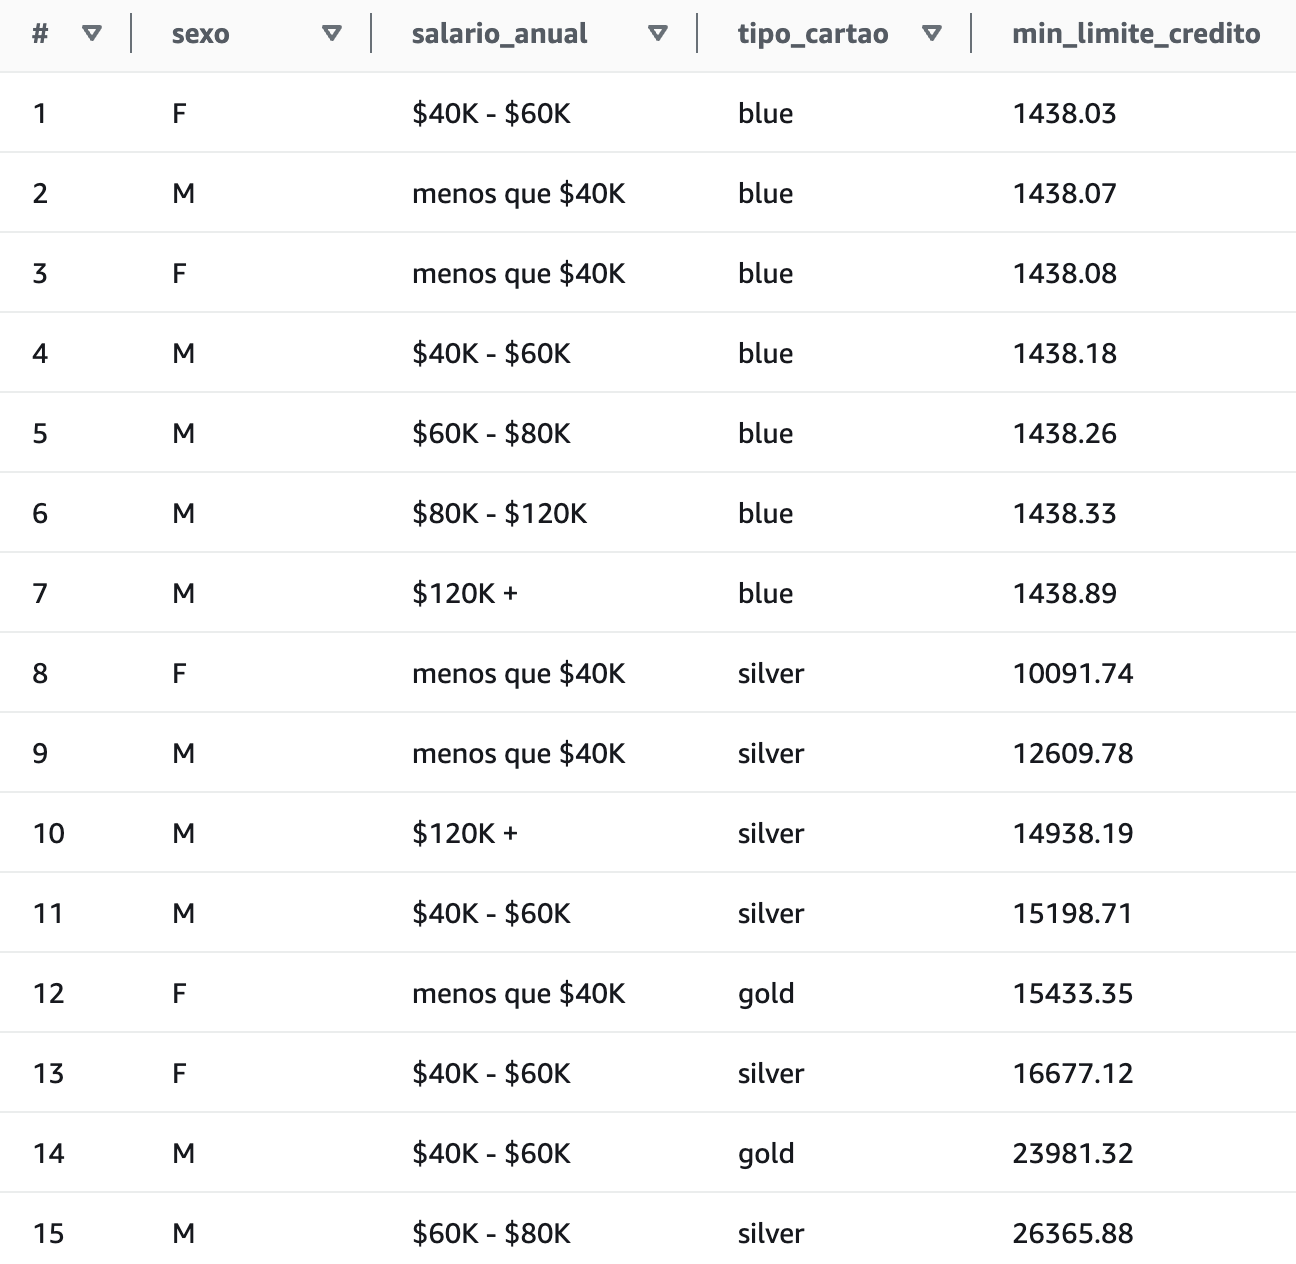 # sexo salario_anual tipo_cartao min_limite_credito
1 F $40K - $60K blue 1438.03
2 M menos que $40K blue 1438.07
3 F menos que $40K blue 1438.08
4 M $40K - $60K blue 1438.18
5 M $60K - $80K blue 1438.26
6 M $80K - $120K blue 1438.33
7 M $120K + blue 1438.89
8 F menos que $40K silver 10091.74
9 M menos que $40K silver 12609.78
10 M $120K + silver 14938.19
11 M $40K - $60K silver 15198.71
12 F menos que $40K gold 15433.35
13 F $40K - $60K silver 16677.12
14 M $40K - $60K gold 23981.32
15 M $60K - $80K silver 26365.88